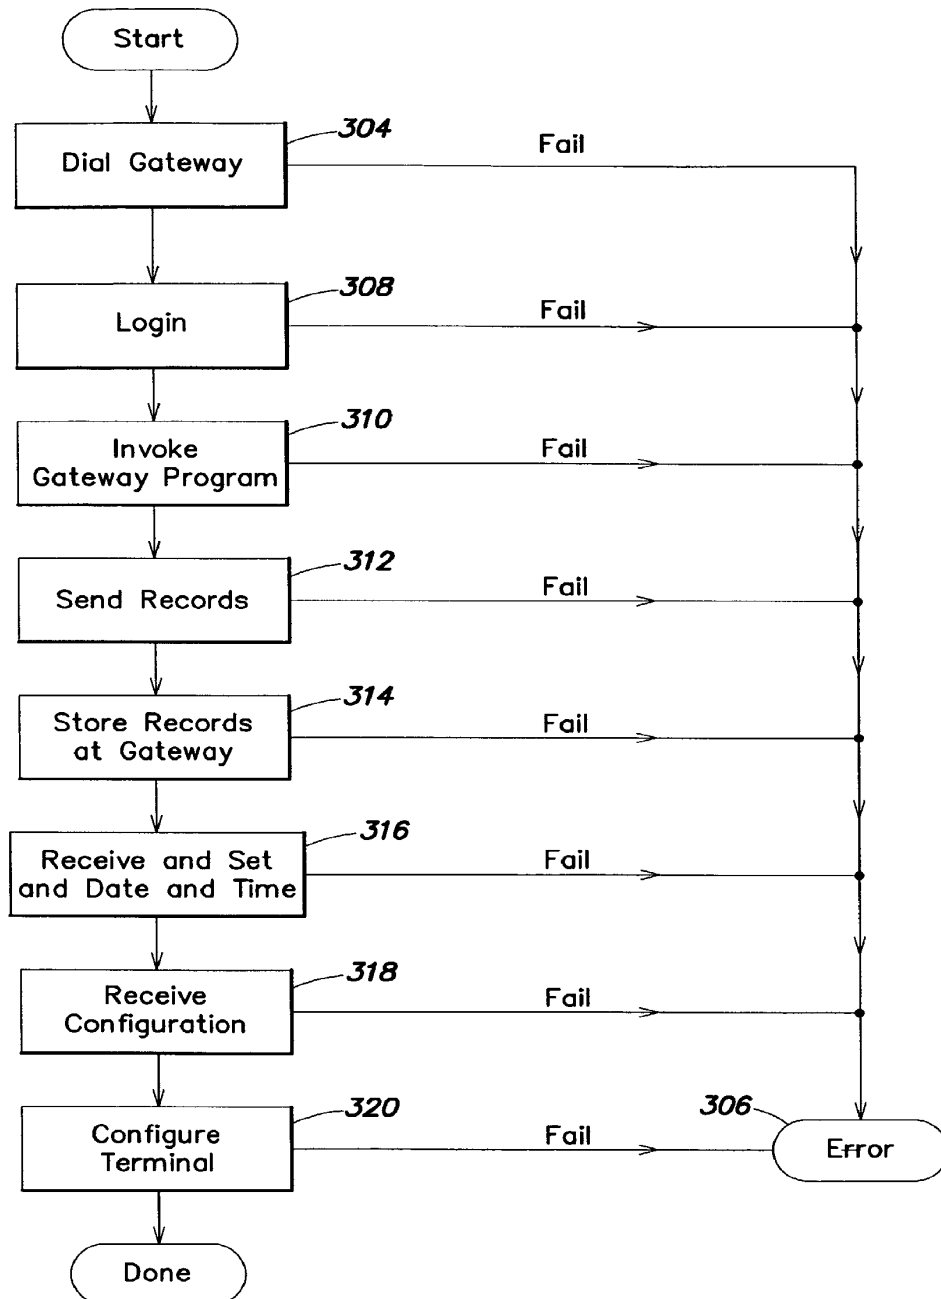 Start
304
Dial Gateway
Fail
308
Login
Fail
310
Invoke
Gateway Program
Fail
312
Send Records
Fail
314
Store Records
at Gateway
Fail
316
Receive and Set
and Date and Time
Fail
318
Receive
Configuration
Fail
320
Configure
Terminal
Fail
306
Error
Done